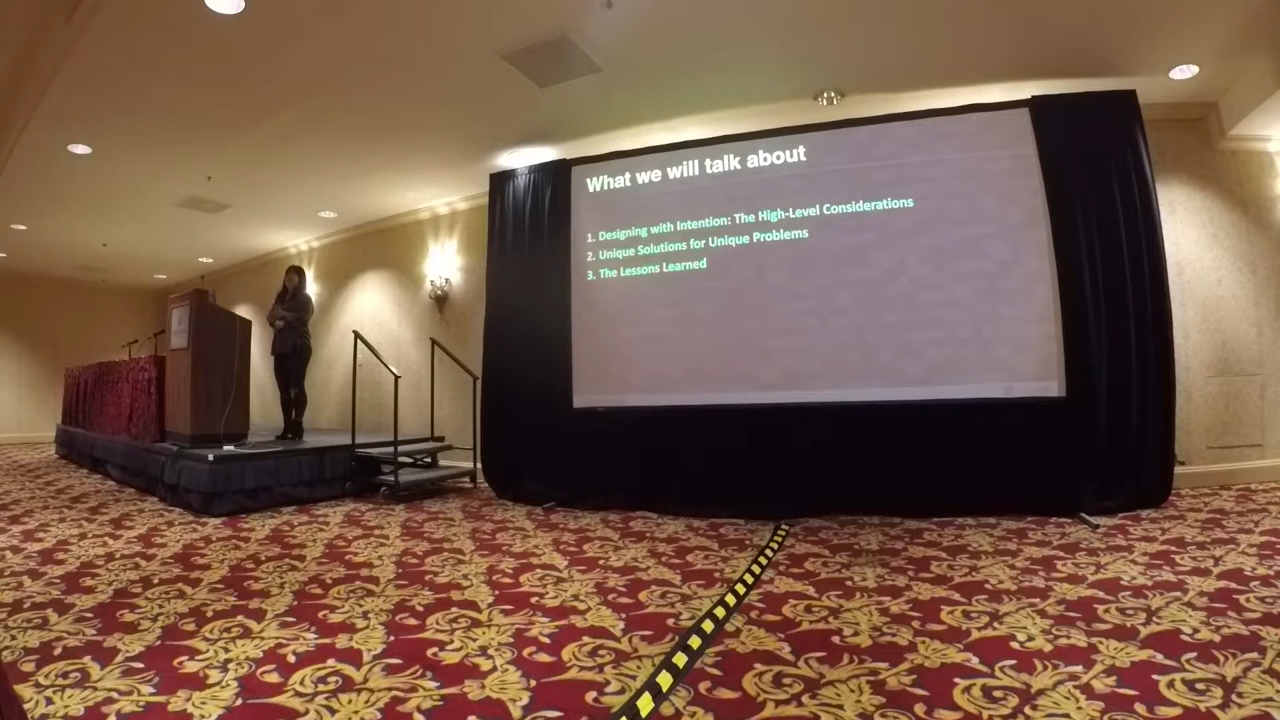 What we will talk about
1. Designing with Intention: The High-Level Considerations
2. Unique Solutions for Unique Problems
3. The Lessons Learned